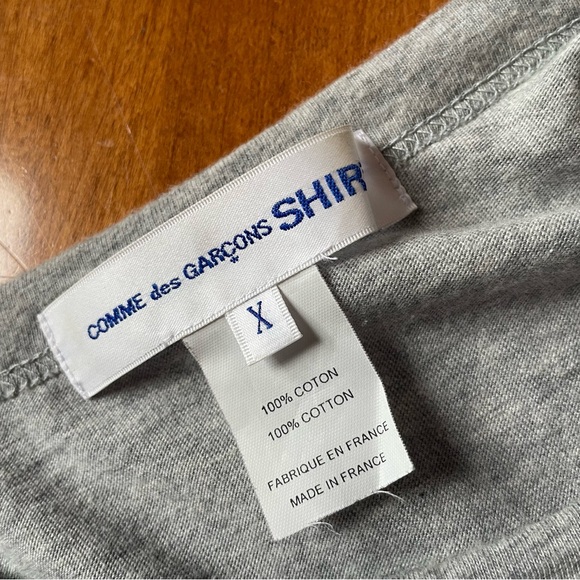 COMME des GARÇONS SHIR
X
100% COTON
100% COTTON
FABRIQUE EN FRANCE
MADE IN FRANCE